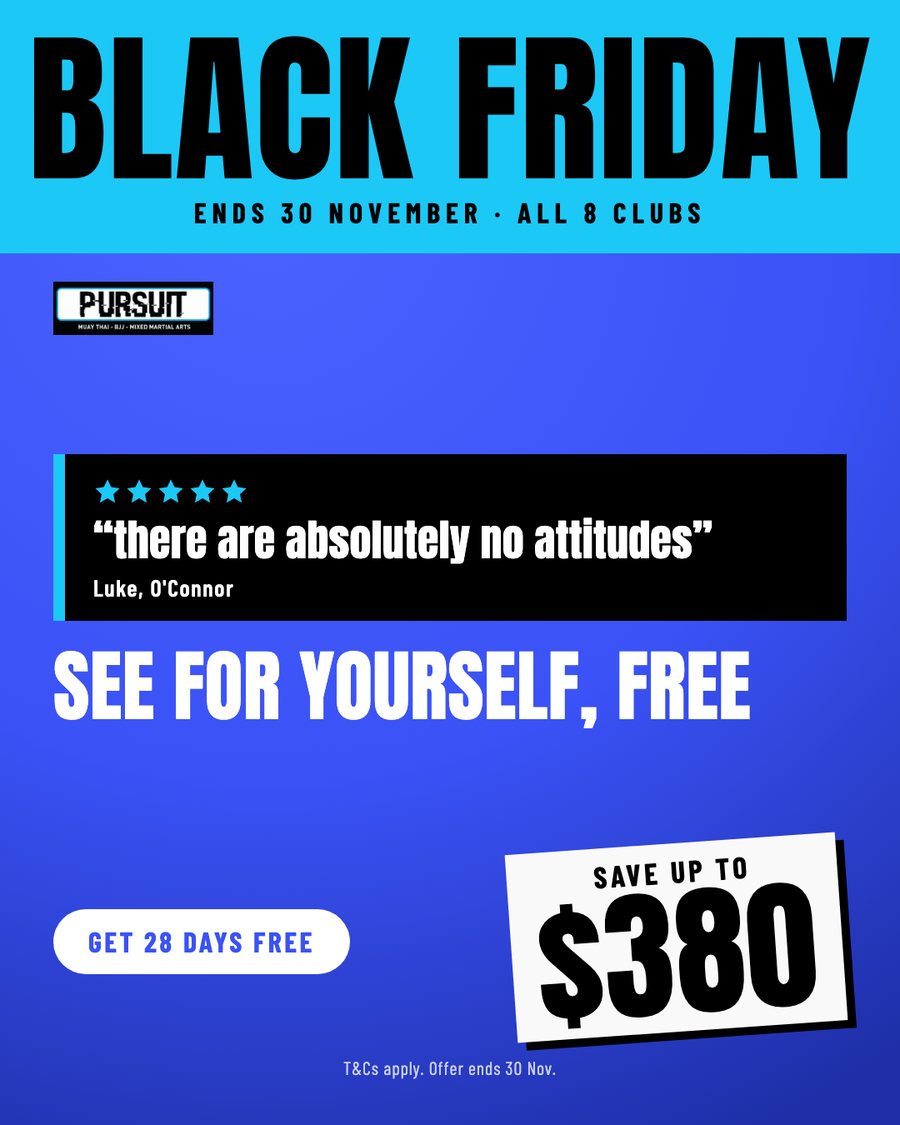 BLACK FRIDAY
ENDS 30 NOVEMBER · ALL 8 CLUBS
PURSUIT
MUAY THAI - BJJ - MIXED MARTIAL ARTS
“there are absolutely no attitudes”
Luke, O'Connor
SEE FOR YOURSELF, FREE
SAVE UP TO
$380
GET 28 DAYS FREE
T&Cs apply. Offer ends 30 Nov.